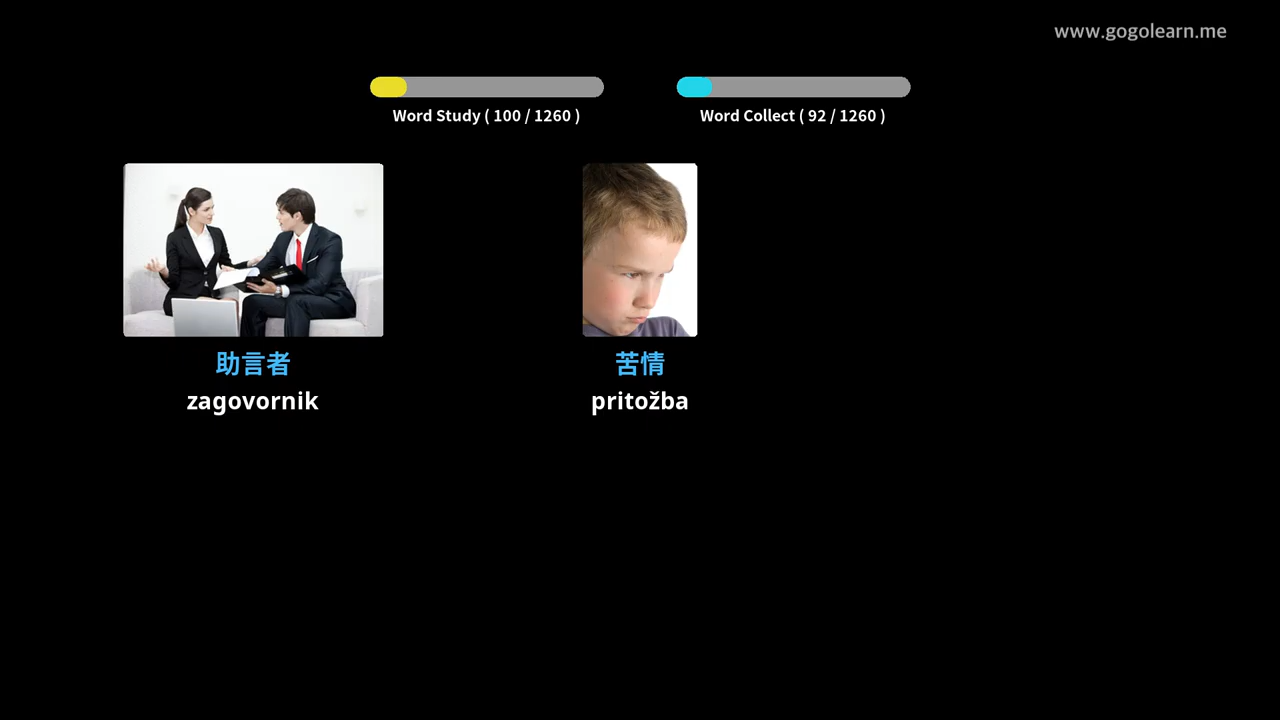 www.gogolearn.me
Word Study ( 100 / 1260 )
Word Collect ( 92 / 1260 )
助言者
zagovornik
苦情
pritožba